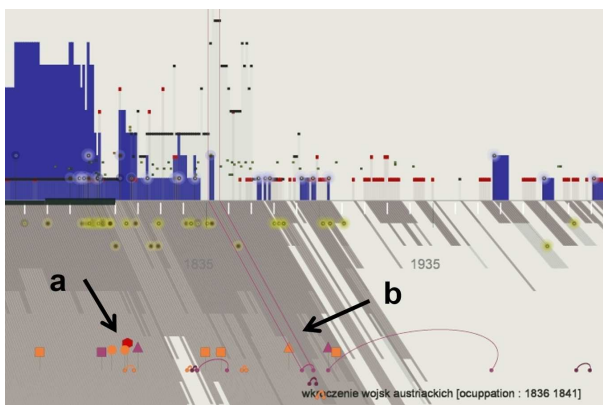 1835
1935
a
b
wkroczenie wojsk austriackich [ocuppation : 1836 1841]